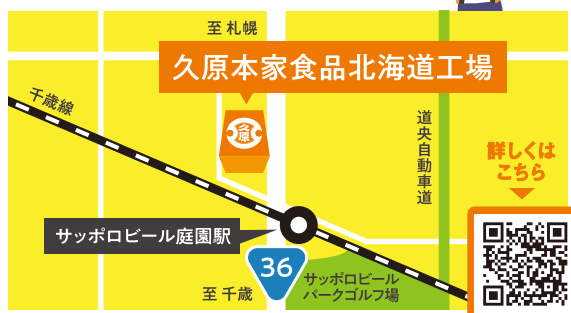 至 札幌
久原本家食品北海道工場
千歳線
久原
道央自動車道
詳しくは
こちら
サッポロビール庭園駅
36
至 千歳
サッポロビール
パークゴルフ場